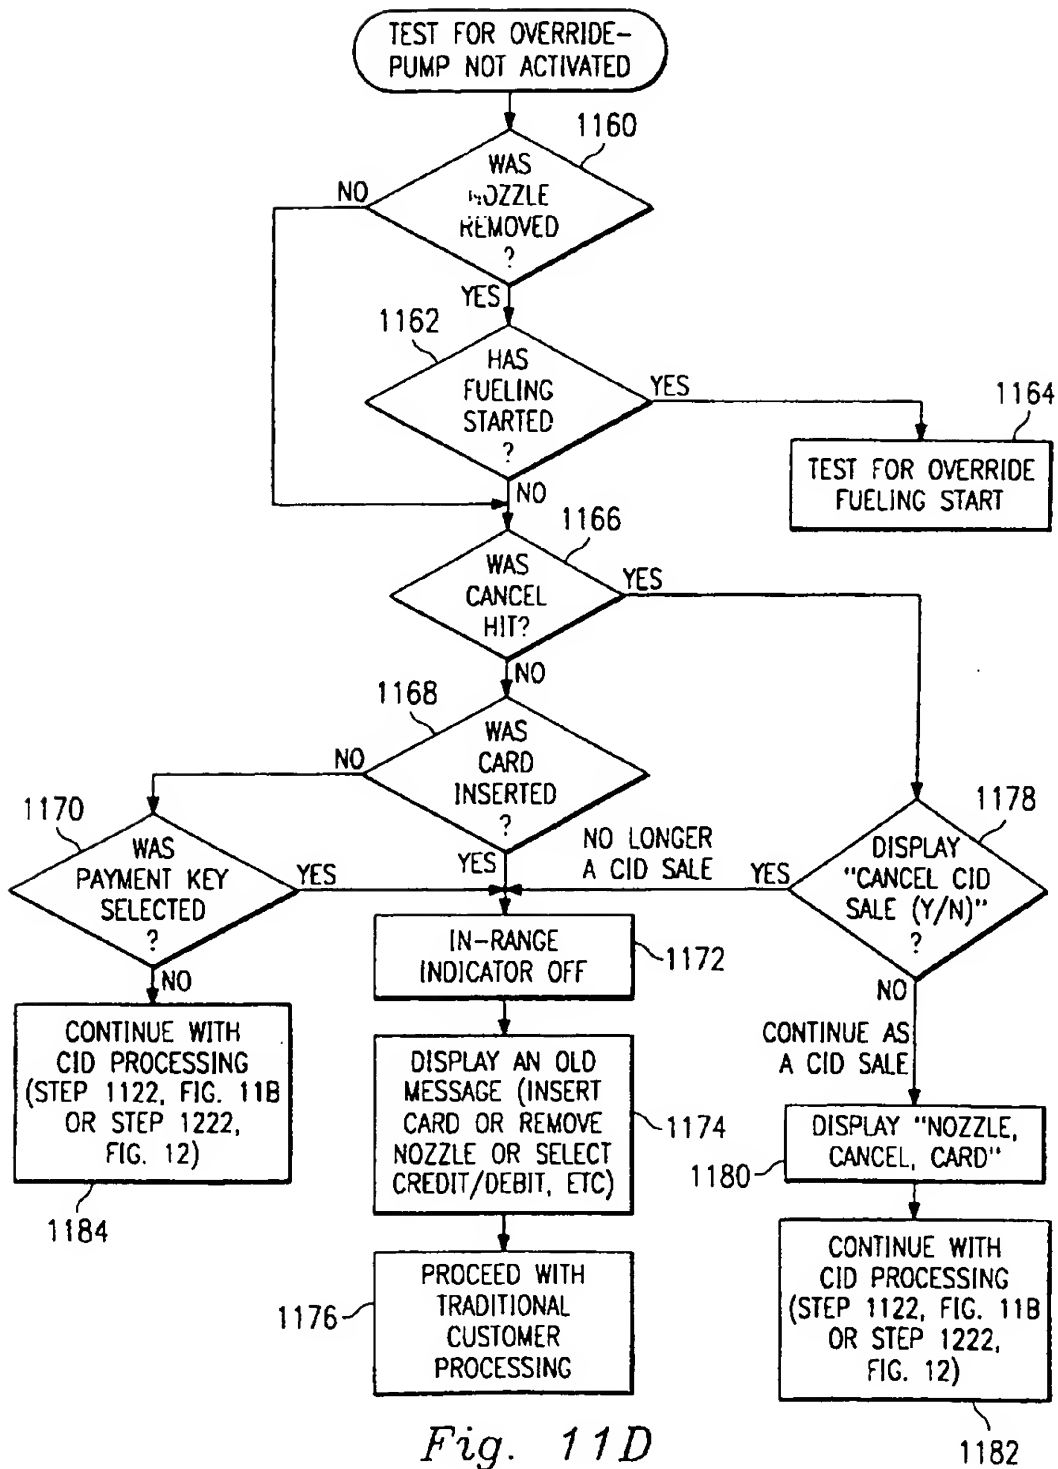 TEST FOR OVERRIDE-
PUMP NOT ACTIVATED
1160
WAS
NOZZLE
REMOVED
?
NO
YES
1162
HAS
FUELING
STARTED
?
YES
NO
1164
TEST FOR OVERRIDE
FUELING START
1166
WAS
CANCEL
HIT?
YES
NO
1168
WAS
CARD
INSERTED
?
NO
YES
1170
WAS
PAYMENT KEY
SELECTED
?
YES
NO
NO LONGER
A CID SALE
1178
DISPLAY
"CANCEL CID
SALE (Y/N)"
?
YES
NO
IN-RANGE
INDICATOR OFF
1172
CONTINUE WITH
CID PROCESSING
(STEP 1122, FIG. 11B
OR STEP 1222,
FIG. 12)
1184
DISPLAY AN OLD
MESSAGE (INSERT
CARD OR REMOVE
NOZZLE OR SELECT
CREDIT/DEBIT, ETC)
1174
CONTINUE AS
A CID SALE
DISPLAY "NOZZLE,
CANCEL, CARD"
1180
PROCEED WITH
TRADITIONAL
CUSTOMER
PROCESSING
1176
CONTINUE WITH
CID PROCESSING
(STEP 1122, FIG. 11B
OR STEP 1222,
FIG. 12)
1182
Fig. 11D